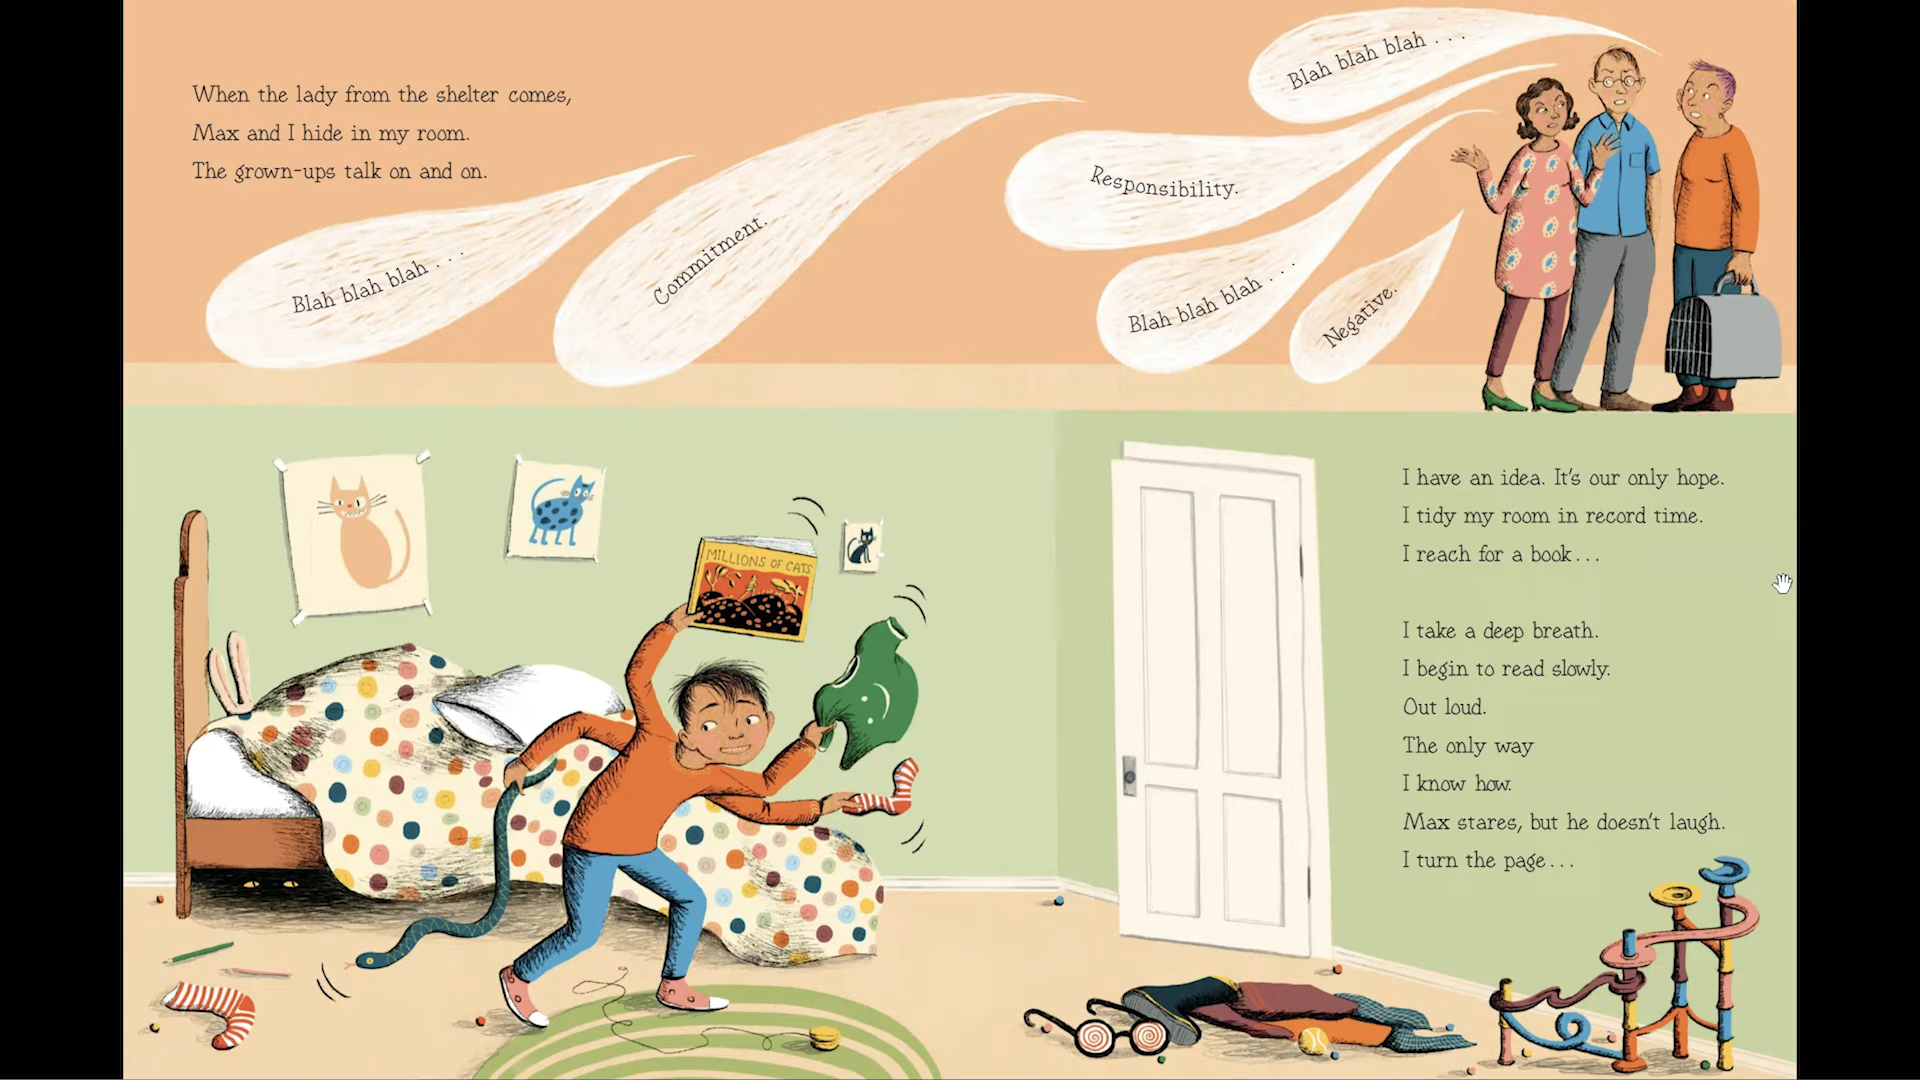 When the lady from the shelter comes,
Max and I hide in my room.
The grown-ups talk on and on.
Blah blah blah . . .
Commitment.
Responsibility.
Blah blah blah . . .
Blah blah blah . . .
Negative.
MILLIONS OF CATS
I have an idea. It's our only hope.
I tidy my room in record time.
I reach for a book . . .
I take a deep breath.
I begin to read slowly.
Out loud.
The only way
I know how.
Max stares, but he doesn't laugh.
I turn the page . . .